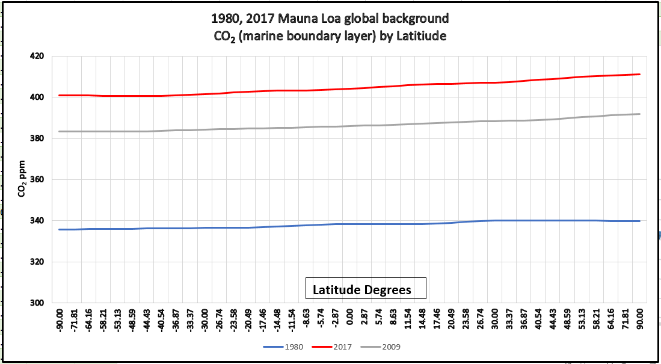 1980, 2017 Mauna Loa global background
CO₂ (marine boundary layer) by Latitiude
420
400
380
360
340
320
300
CO₂ ppm
Latitude Degrees
-90.00 -71.81 -64.16 -58.21 -53.13 -48.59 -44.43 -40.54 -36.87 -33.37 -30.00 -26.74 -23.58 -20.49 -17.46 -14.48 -11.54 -8.63 -5.74 -2.87 0.00 2.87 5.74 8.63 11.54 14.48 17.46 20.49 23.58 26.74 30.00 33.37 36.87 40.54 44.43 48.59 53.13 58.21 64.16 71.81 90.00
1980 2017 2009